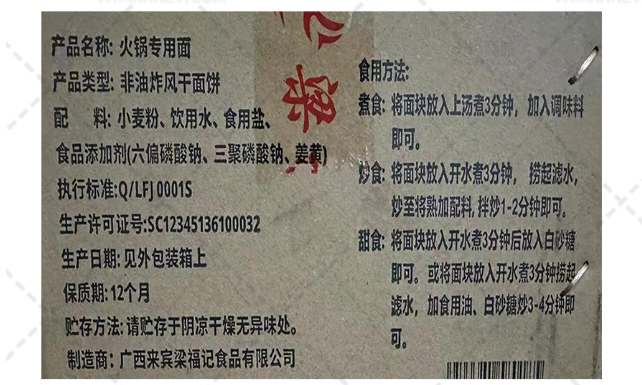 产品名称: 火锅专用面
产品类型: 非油炸风干面饼
配 料: 小麦粉、饮用水、食用盐、
食品添加剂(六偏磷酸钠、三聚磷酸钠、姜黄)
执行标准:Q/LFJ0001S
生产许可证号:SC12345136100032
生产日期: 见外包装箱上
保质期: 12个月
贮存方法: 请贮存于阴凉干燥无异味处。
制造商: 广西来宾梁福记食品有限公司
梁
食用方法:
煮食: 将面块放入上汤煮3分钟, 加入调味料
即可。
炒食: 将面块放入开水煮3分钟, 捞起滤水,
炒至将熟加配料, 拌炒1-2分钟即可。
甜食: 将面块放入开水煮3分钟后放入白砂糖
即可。或将面块放入开水煮3分钟捞起
滤水, 加食用油、白砂糖炒3-4分钟即
可。